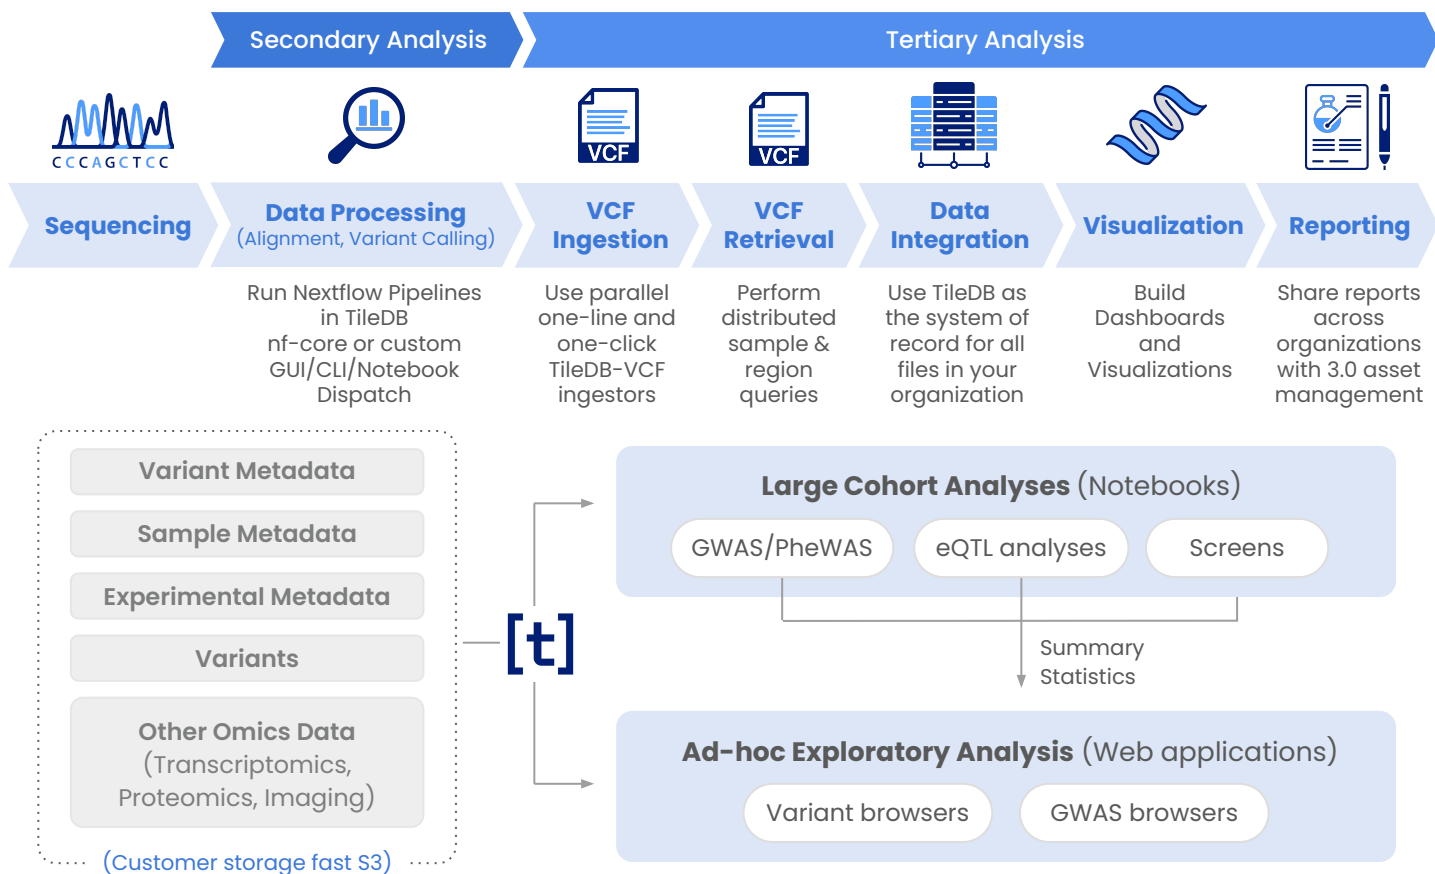 Secondary Analysis
Tertiary Analysis
CCCAGCTCC
VCF
VCF
Sequencing
Data Processing
(Alignment, Variant Calling)
VCF
Ingestion
VCF
Retrieval
Data
Integration
Visualization
Reporting
Run Nextflow Pipelines
in TileDB
nf-core or custom
GUI/CLI/Notebook
Dispatch
Use parallel
one-line and
one-click
TileDB-VCF
ingestors
Perform
distributed
sample &
region
queries
Use TileDB as
the system of
record for all
files in your
organization
Build
Dashboards
and
Visualizations
Share reports
across
organizations
with 3.0 asset
management
Variant Metadata
Sample Metadata
Experimental Metadata
Variants
Other Omics Data
(Transcriptomics,
Proteomics, Imaging)
(Customer storage fast S3)
[t]
Large Cohort Analyses (Notebooks)
GWAS/PheWAS
eQTL analyses
Screens
Summary
Statistics
Ad-hoc Exploratory Analysis (Web applications)
Variant browsers
GWAS browsers